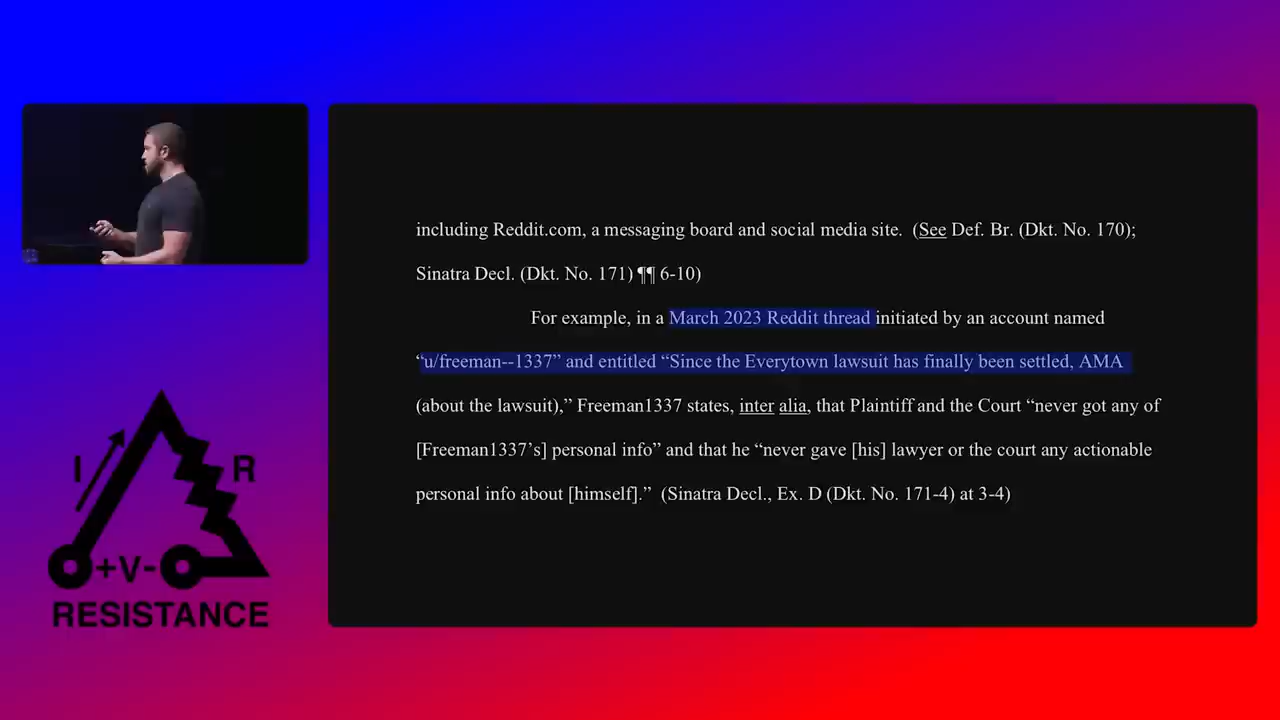 including Reddit.com, a messaging board and social media site.  (See Def. Br. (Dkt. No. 170);
Sinatra Decl. (Dkt. No. 171) ¶¶ 6-10)
For example, in a March 2023 Reddit thread initiated by an account named
“u/freeman--1337” and entitled “Since the Everytown lawsuit has finally been settled, AMA
(about the lawsuit),” Freeman1337 states, inter alia, that Plaintiff and the Court “never got any of
[Freeman1337’s] personal info” and that he “never gave [his] lawyer or the court any actionable
personal info about [himself].”  (Sinatra Decl., Ex. D (Dkt. No. 171-4) at 3-4)
I R
+V-
RESISTANCE